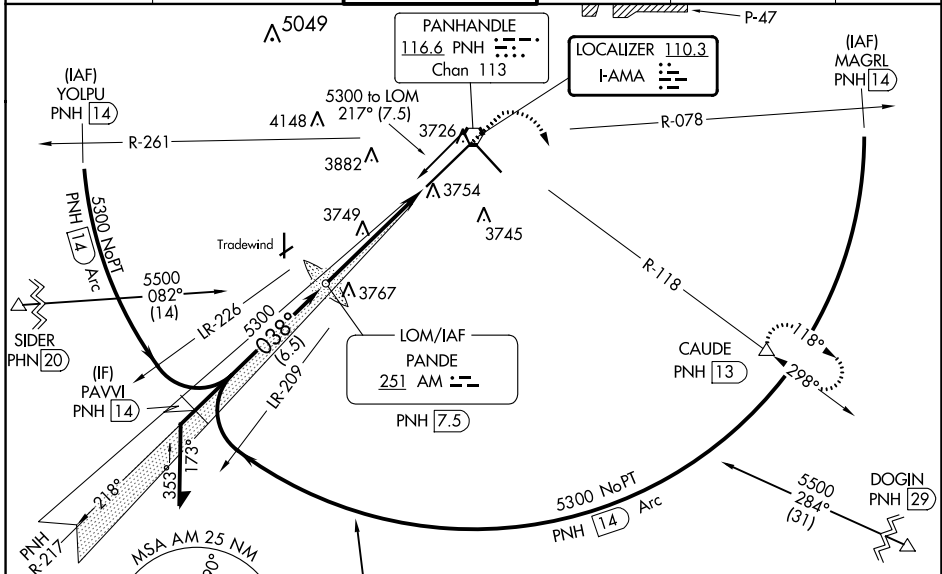 5049
P-47
PANHANDLE
116.6 PNH
Chan 113
LOCALIZER 110.3
I-AMA
(IAF)
YOLPU
PNH 14
(IAF)
MAGRL
PNH 14
5300 to LOM
217° (7.5)
4148
3726
R-261
R-078
3882
3754
3749
3745
5300 NoPT
PNH 14 Arc
Tradewind
R-118
5500
082°
(14)
SIDER
PHN 20
LR-226
5300
038°
(6.5)
3767
LR-209
LOM/IAF
PANDE
251 AM
PNH 7.5
CAUDE
PNH 13
118°
298°
(IF)
PAVVI
PNH 14
353°
173°
218°
PNH
R-217
5300 NoPT
PNH 14 Arc
5500
284°
(31)
DOGIN
PNH 29
MSA AM 25 NM